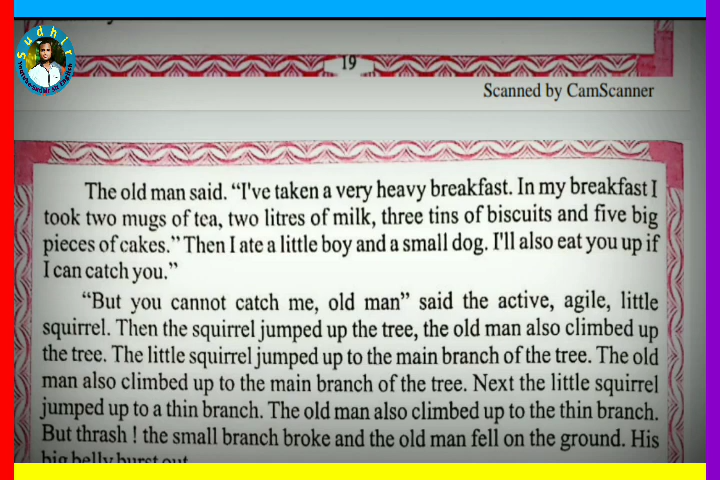 Sudhir
19
Scanned by CamScanner
The old man said. “I've taken a very heavy breakfast. In my breakfast I
took two mugs of tea, two litres of milk, three tins of biscuits and five big
pieces of cakes.” Then I ate a little boy and a small dog. I'll also eat you up if
I can catch you.”
“But you cannot catch me, old man” said the active, agile, little
squirrel. Then the squirrel jumped up the tree, the old man also climbed up
the tree. The little squirrel jumped up to the main branch of the tree. The old
man also climbed up to the main branch of the tree. Next the little squirrel
jumped up to a thin branch. The old man also climbed up to the thin branch.
But thrash ! the small branch broke and the old man fell on the ground. His
big belly burst out